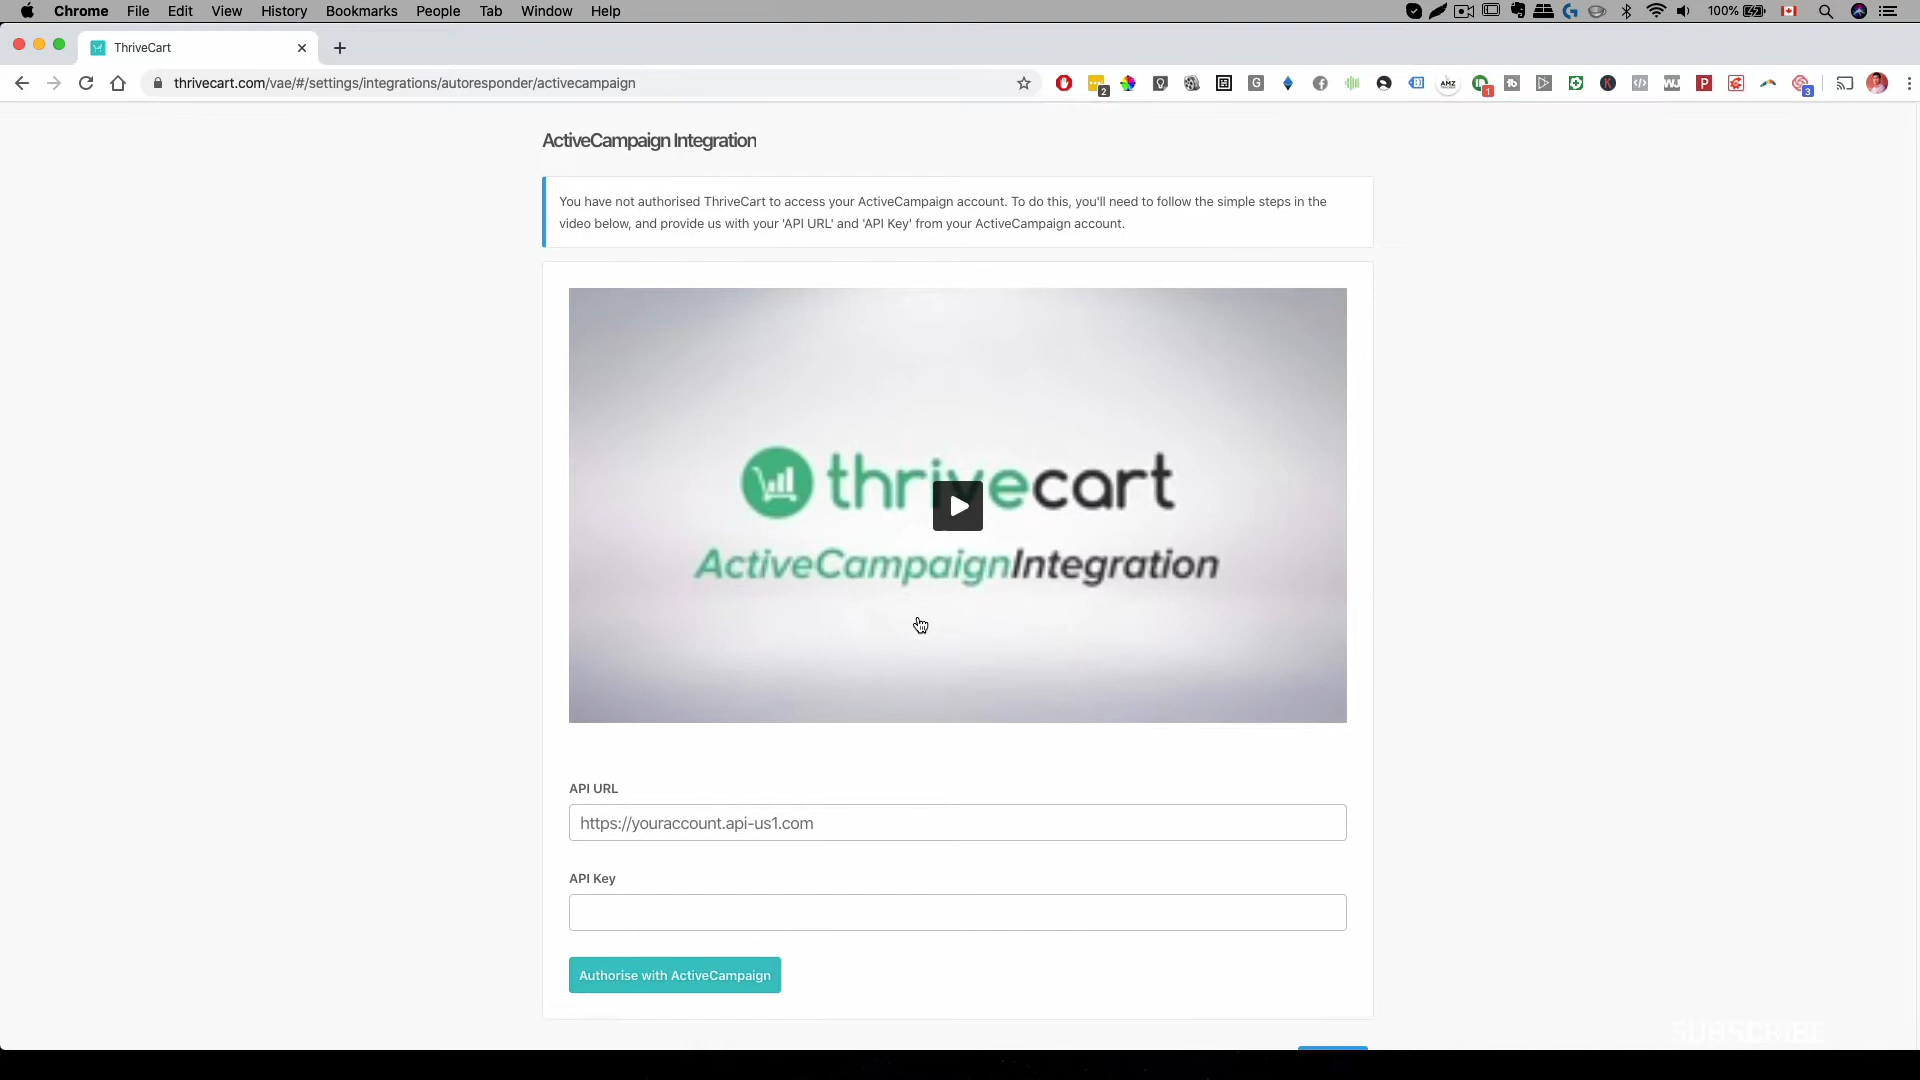 Chrome File Edit View History Bookmarks People Tab Window Help 100%
ThriveCart
thrivecart.com/vae/#/settings/integrations/autoresponder/activecampaign
ActiveCampaign Integration
You have not authorised ThriveCart to access your ActiveCampaign account. To do this, you'll need to follow the simple steps in the
video below, and provide us with your 'API URL' and 'API Key' from your ActiveCampaign account.
thrivecart
ActiveCampaignIntegration
API URL
https://youraccount.api-us1.com
API Key
Authorise with ActiveCampaign
SUBSCRIBE